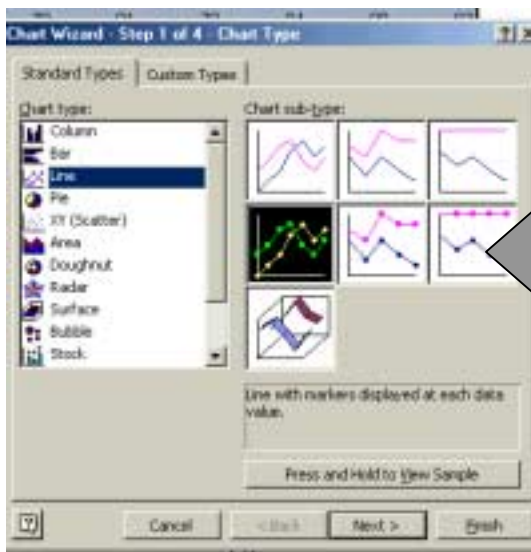 Chart Wizard - Step 1 of 4 - Chart Type
Standard Types
Custom Types
Chart type:
Column
Bar
Line
Pie
XY (Scatter)
Area
Doughnut
Radar
Surface
Bubble
Stock
Chart sub-type:
Line with markers displayed at each data
value.
Press and Hold to View Sample
Cancel
< Back
Next >
Finish